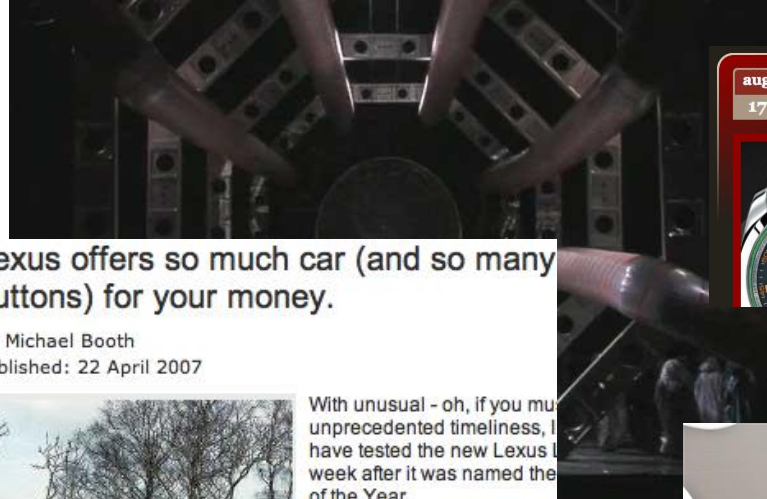 exus offers so much car (and so many
uttons) for your money.
Michael Booth
blished: 22 April 2007
With unusual - oh, if you mu
unprecedented timeliness, I
have tested the new Lexus L
week after it was named the
of the Year
aug
17